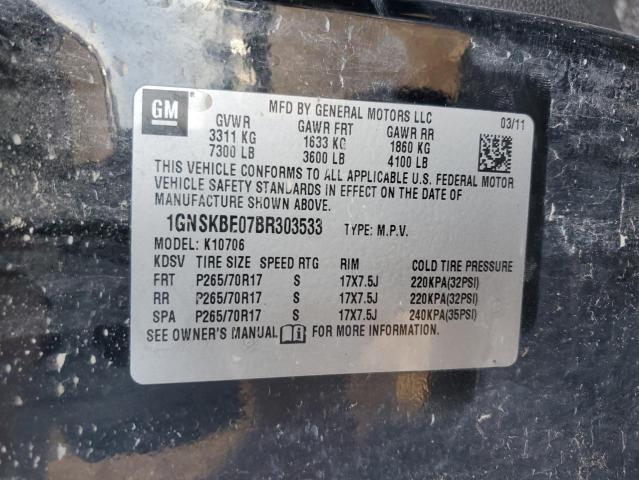 GM
MFD BY GENERAL MOTORS LLC
03/11
GVWR GAWR FRT GAWR RR
3311 KG 1633 KG 1860 KG
7300 LB 3600 LB 4100 LB
THIS VEHICLE CONFORMS TO ALL APPLICABLE U.S. FEDERAL MOTOR
VEHICLE SAFETY STANDARDS IN EFFECT ON THE DATE OF
MANUFACTURE SHOWN ABOVE.
1GNSKBE07BR303533 TYPE: M.P.V.
MODEL: K10706
KDSV TIRE SIZE SPEED RTG RIM COLD TIRE PRESSURE
FRT P265/70R17 S 17X7.5J 220KPA(32PSI)
RR P265/70R17 S 17X7.5J 220KPA(32PSI)
SPA P265/70R17 S 17X7.5J 240KPA(35PSI)
SEE OWNER'S MANUAL FOR MORE INFORMATION.